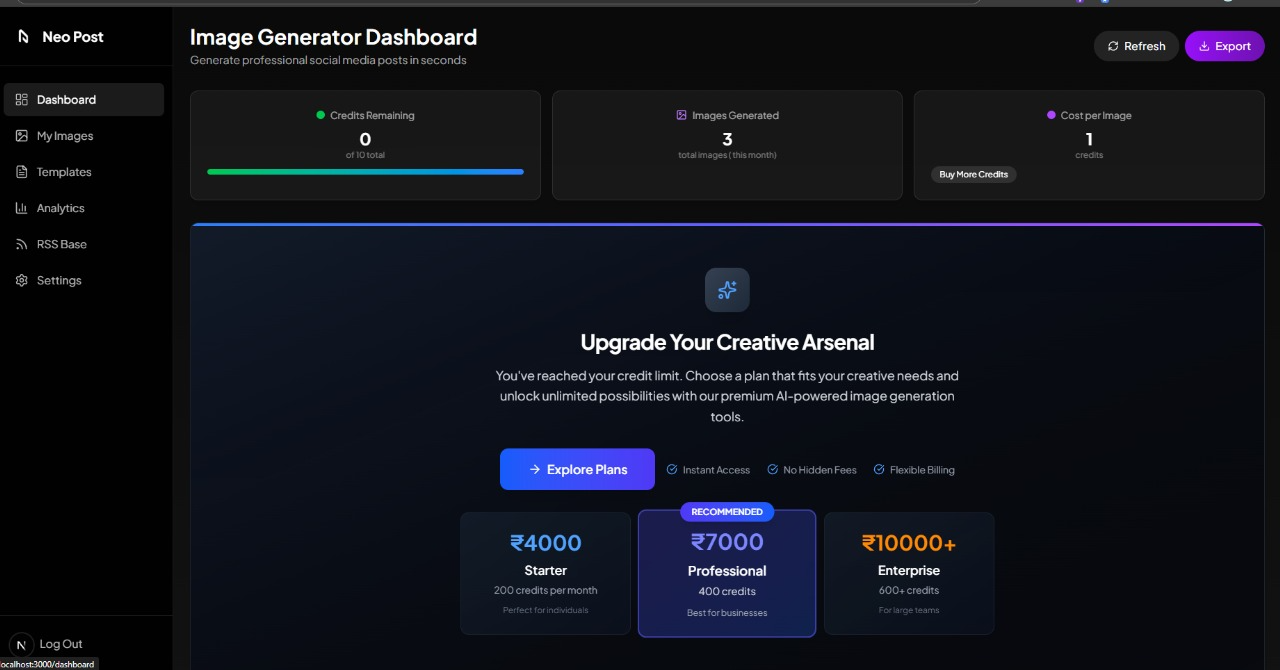 Neo Post
Image Generator Dashboard
Generate professional social media posts in seconds
Refresh
Export
Dashboard
My Images
Templates
Analytics
RSS Base
Settings
Credits Remaining
0
of 10 total
Images Generated
3
total images ( this month)
Cost per Image
1
credits
Buy More Credits
Upgrade Your Creative Arsenal
You've reached your credit limit. Choose a plan that fits your creative needs and
unlock unlimited possibilities with our premium AI-powered image generation
tools.
Explore Plans
Instant Access
No Hidden Fees
Flexible Billing
₹4000
Starter
200 credits per month
Perfect for individuals
RECOMMENDED
₹7000
Professional
400 credits
Best for businesses
₹10000+
Enterprise
600+ credits
For large teams
N
Log Out
localhost:3000/dashboard